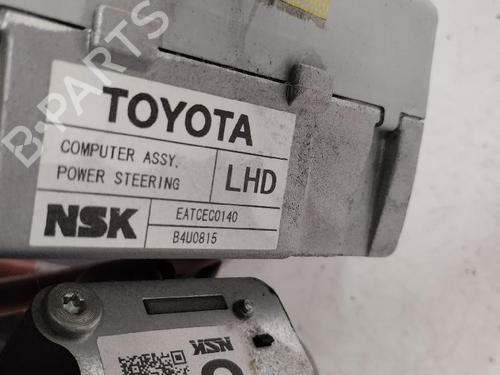 B-PARTS
TOYOTA
COMPUTER ASSY.
POWER STEERING
LHD
NSK
EATCEC0140
B4U0815
NSK